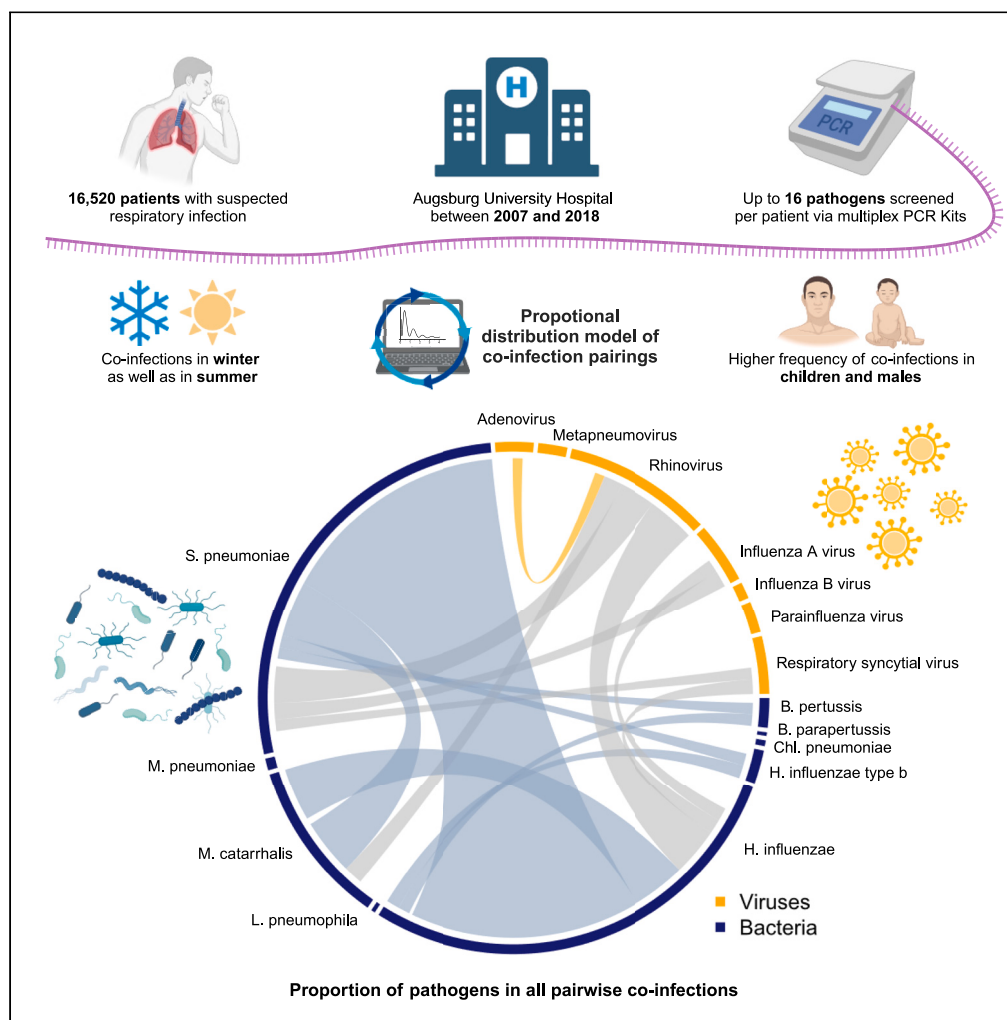 H
PCR
16,520 patients with suspected
respiratory infection
Augsburg University Hospital
between 2007 and 2018
Up to 16 pathogens screened
per patient via multiplex PCR Kits
Co-infections in winter
as well as in summer
Propotional
distribution model of
co-infection pairings
Higher frequency of co-infections in
children and males
Adenovirus
Metapneumovirus
Rhinovirus
Influenza A virus
Influenza B virus
Parainfluenza virus
Respiratory syncytial virus
B. pertussis
B. parapertussis
Chl. pneumoniae
H. influenzae type b
H. influenzae
S. pneumoniae
M. pneumoniae
M. catarrhalis
L. pneumophila
Viruses
Bacteria
Proportion of pathogens in all pairwise co-infections